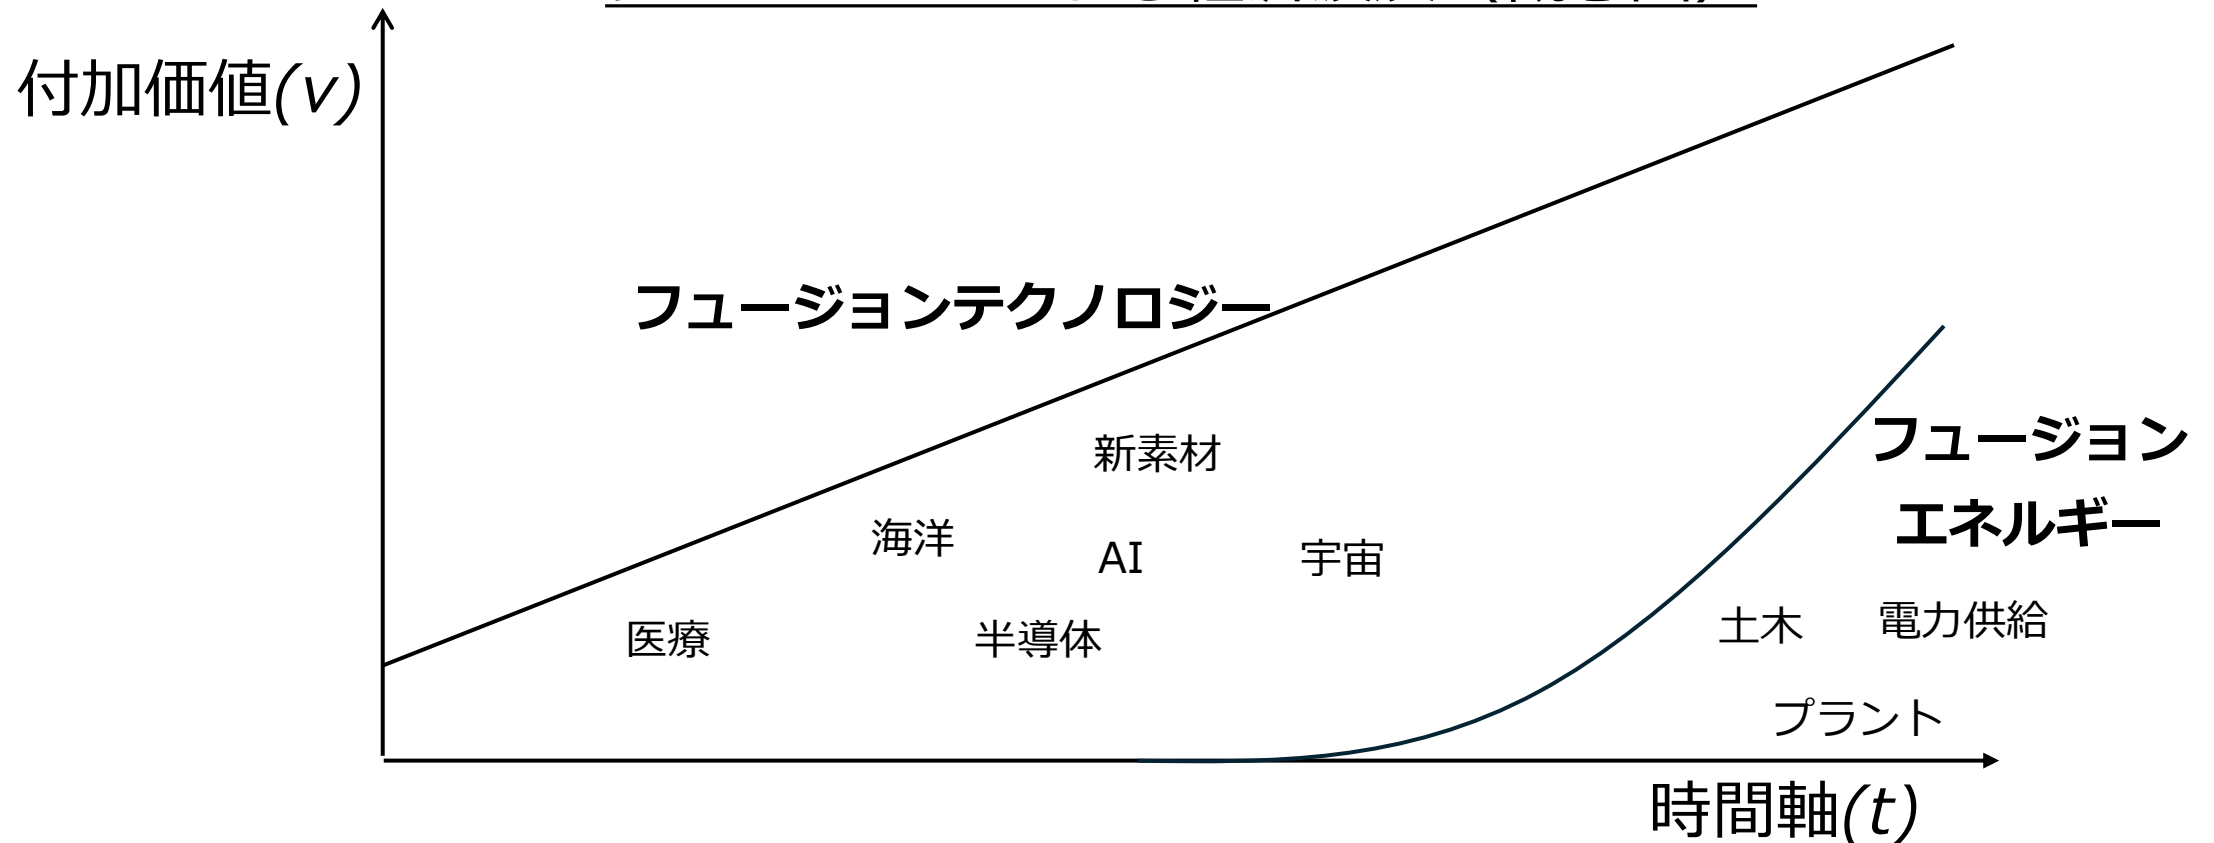 付加価値(v)
フュージョンテクノロジー
新素材
海洋
AI
宇宙
医療
半導体
フュージョン
エネルギー
土木
電力供給
プラント
時間軸(t)